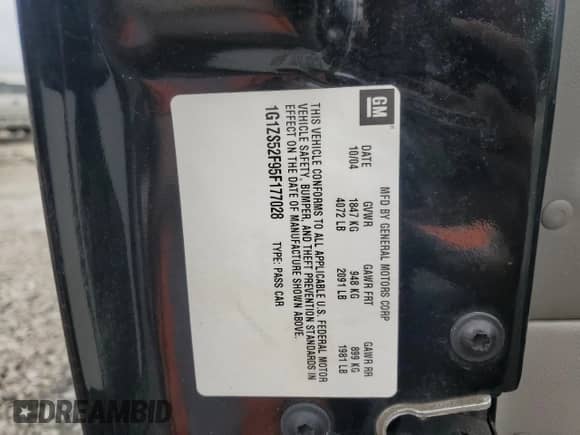 GM
MFD BY GENERAL MOTORS CORP
DATE GVWR GAWR FRT GAWR RR
10/04 1847 KG 948 KG 899 KG
4072 LB 2091 LB 1981 LB
THIS VEHICLE CONFORMS TO ALL APPLICABLE U.S. FEDERAL MOTOR
VEHICLE SAFETY, BUMPER, AND THEFT PREVENTION STANDARDS IN
EFFECT ON THE DATE OF MANUFACTURE SHOWN ABOVE.
1G1ZS52F95F177028 TYPE: PASS CAR
DREAMBID